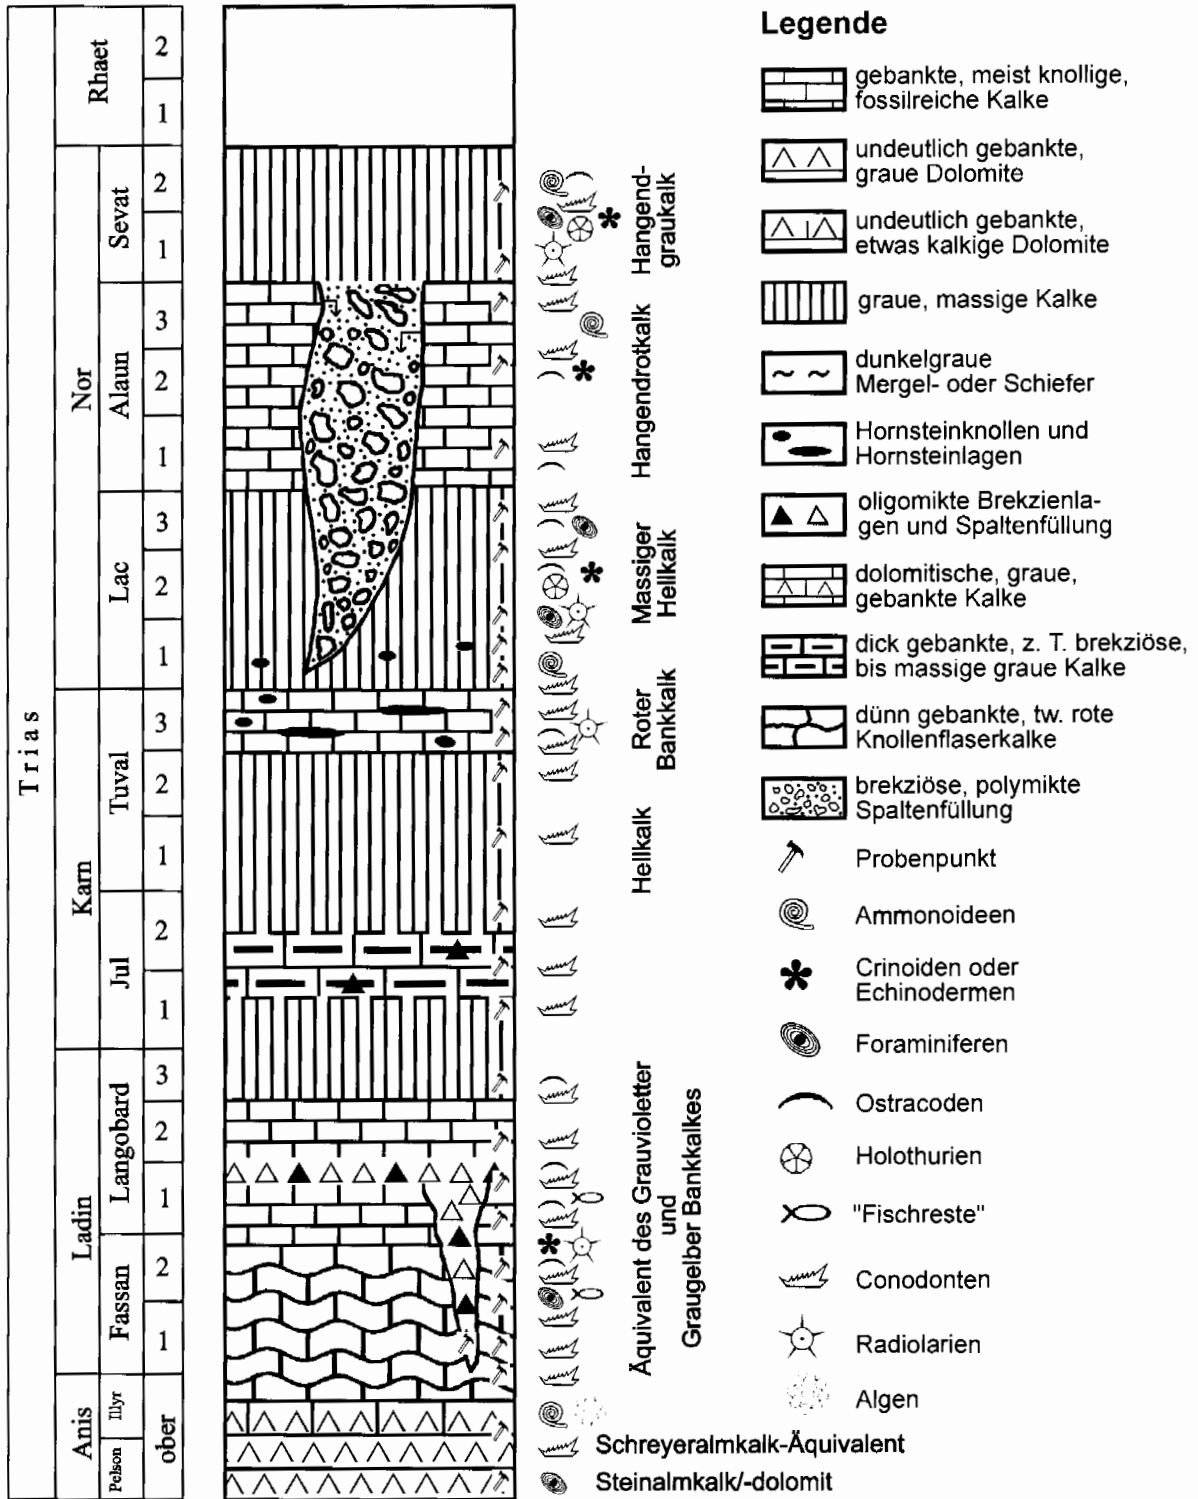 Trias
Rhaet
2
1
Nor
Sevat
2
1
Alaun
3
2
1
Lac
3
2
1
Karn
Tuval
3
2
1
Jul
2
1
Ladin
Langobard
3
2
1
Fassan
2
1
Anis
Illyr
Pelson
ober
Hangend-
graukalk
Hangendrotkalk
Massiger
Hellkalk
Roter
Bankkalk
Hellkalk
Äquivalent des Grauvioletter
und
Graugelber Bankkalkes
Schreyeralmkalk-Äquivalent
Steinalmkalk/-dolomit
Legende
gebankte, meist knollige,
fossilreiche Kalke
undeutlich gebankte,
graue Dolomite
undeutlich gebankte,
etwas kalkige Dolomite
graue, massige Kalke
dunkelgraue
Mergel- oder Schiefer
Hornsteinknollen und
Hornsteinlagen
oligomikte Brekzienla-
gen und Spaltenfüllung
dolomitische, graue,
gebankte Kalke
dick gebankte, z. T. brekziöse,
bis massige graue Kalke
dünn gebankte, tw. rote
Knollenflaserkalke
brekziöse, polymikte
Spaltenfüllung
Probenpunkt
Ammonoideen
Crinoiden oder
Echinodermen
Foraminiferen
Ostracoden
Holothurien
"Fischreste"
Conodonten
Radiolarien
Algen